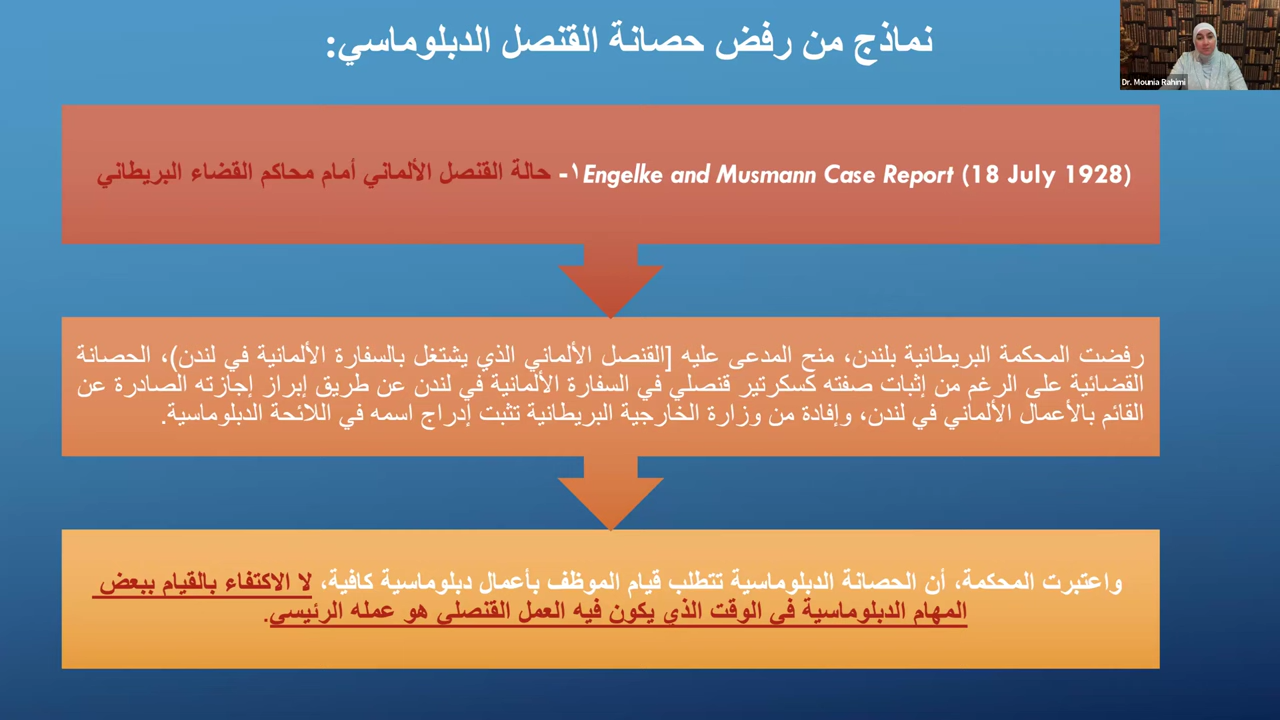 نماذج من رفض حصانة القنصل الدبلوماسي:
Dr. Mounia Rahimi
١Engelke and Musmann Case Report (18 July 1928)- حالة القنصل الألماني أمام محاكم القضاء البريطاني
رفضت المحكمة البريطانية بلندن، منح المدعى عليه [القنصل الألماني الذي يشتغل بالسفارة الألمانية في لندن)، الحصانة
القضائية على الرغم من إثبات صفته كسكرتير قنصلي في السفارة الألمانية في لندن عن طريق إبراز إجازته الصادرة عن
القائم بالأعمال الألماني في لندن، وإفادة من وزارة الخارجية البريطانية تثبت إدراج اسمه في اللائحة الدبلوماسية.
واعتبرت المحكمة، أن الحصانة الدبلوماسية تتطلب قيام الموظف بأعمال دبلوماسية كافية، لا الاكتفاء بالقيام ببعض
المهام الدبلوماسية في الوقت الذي يكون فيه العمل القنصلي هو عمله الرئيسي.